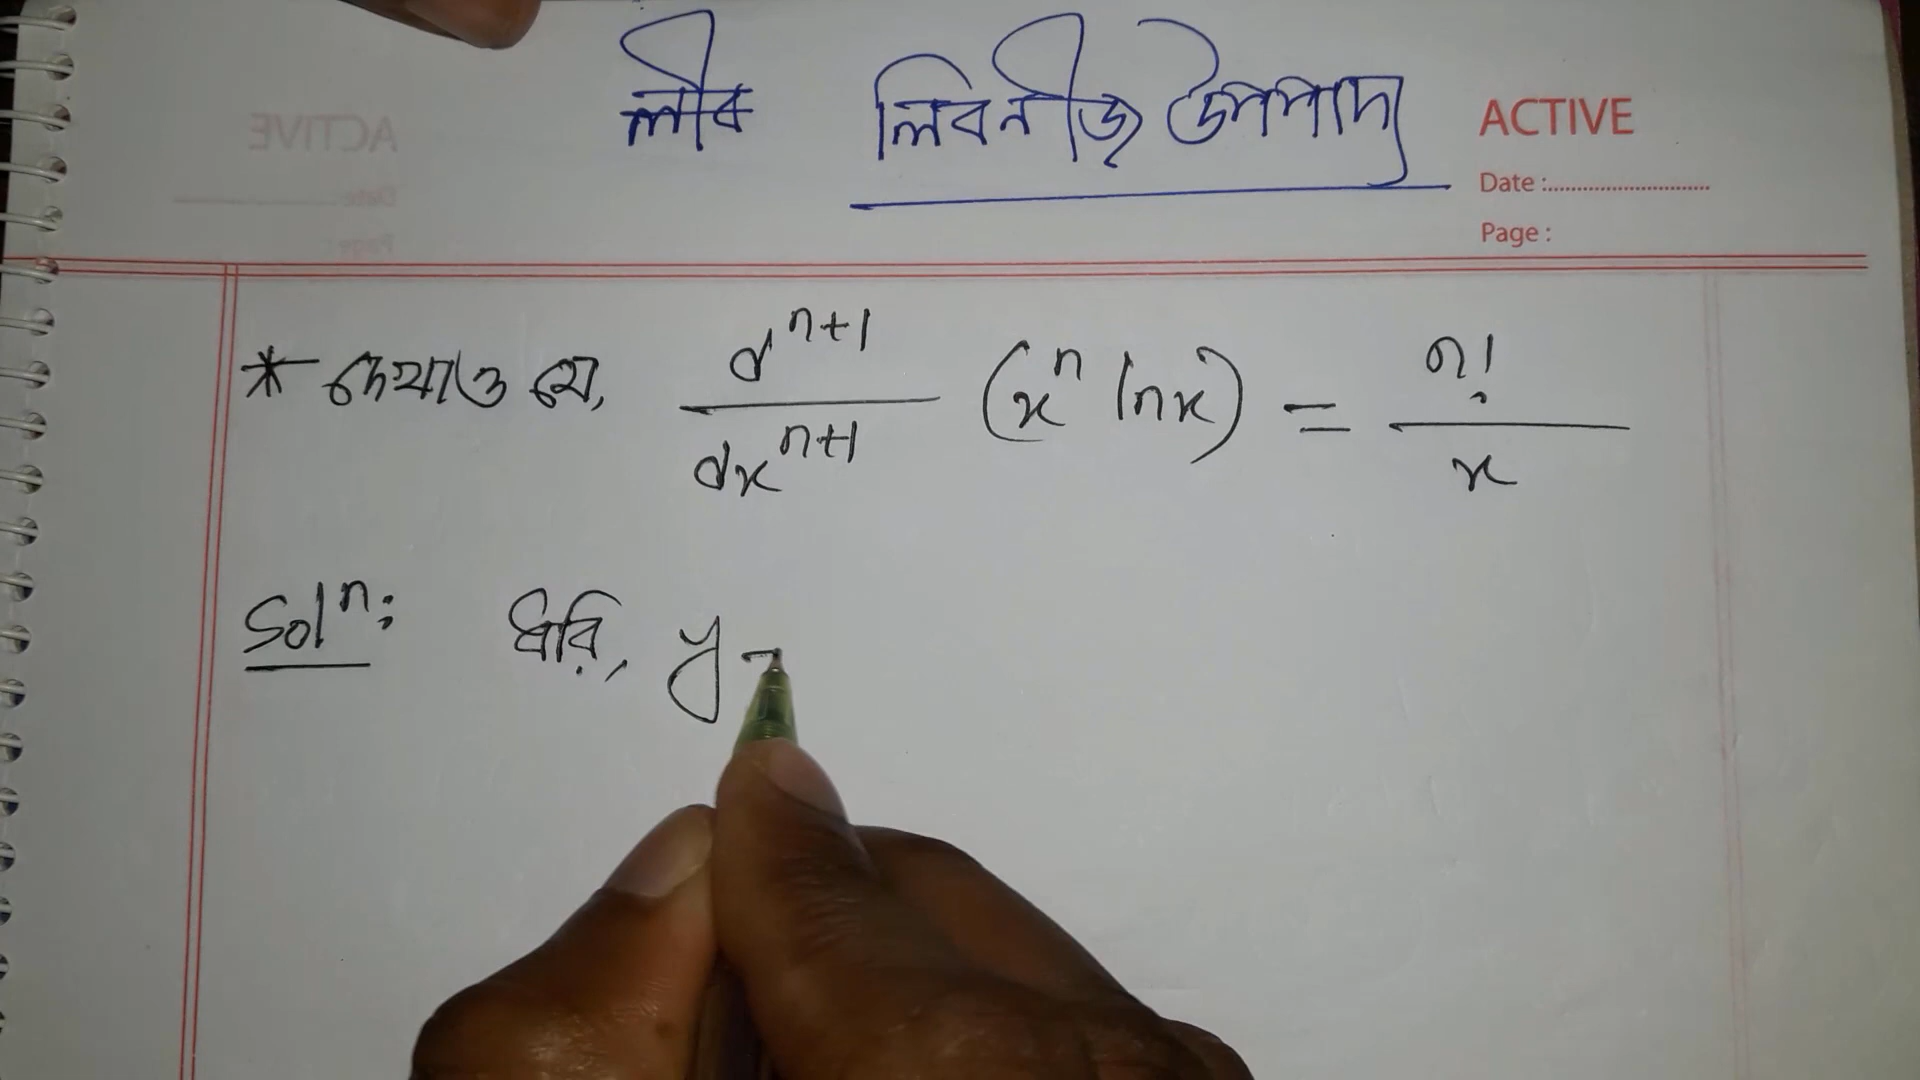 লীব লিবনীজ উপপাদ্য
ACTIVE
Date :
Page :
* দেখাও যে, d^{n+1}/dx^{n+1} (x^n ln x) = n!/x
Sol^n: ধরি, y =